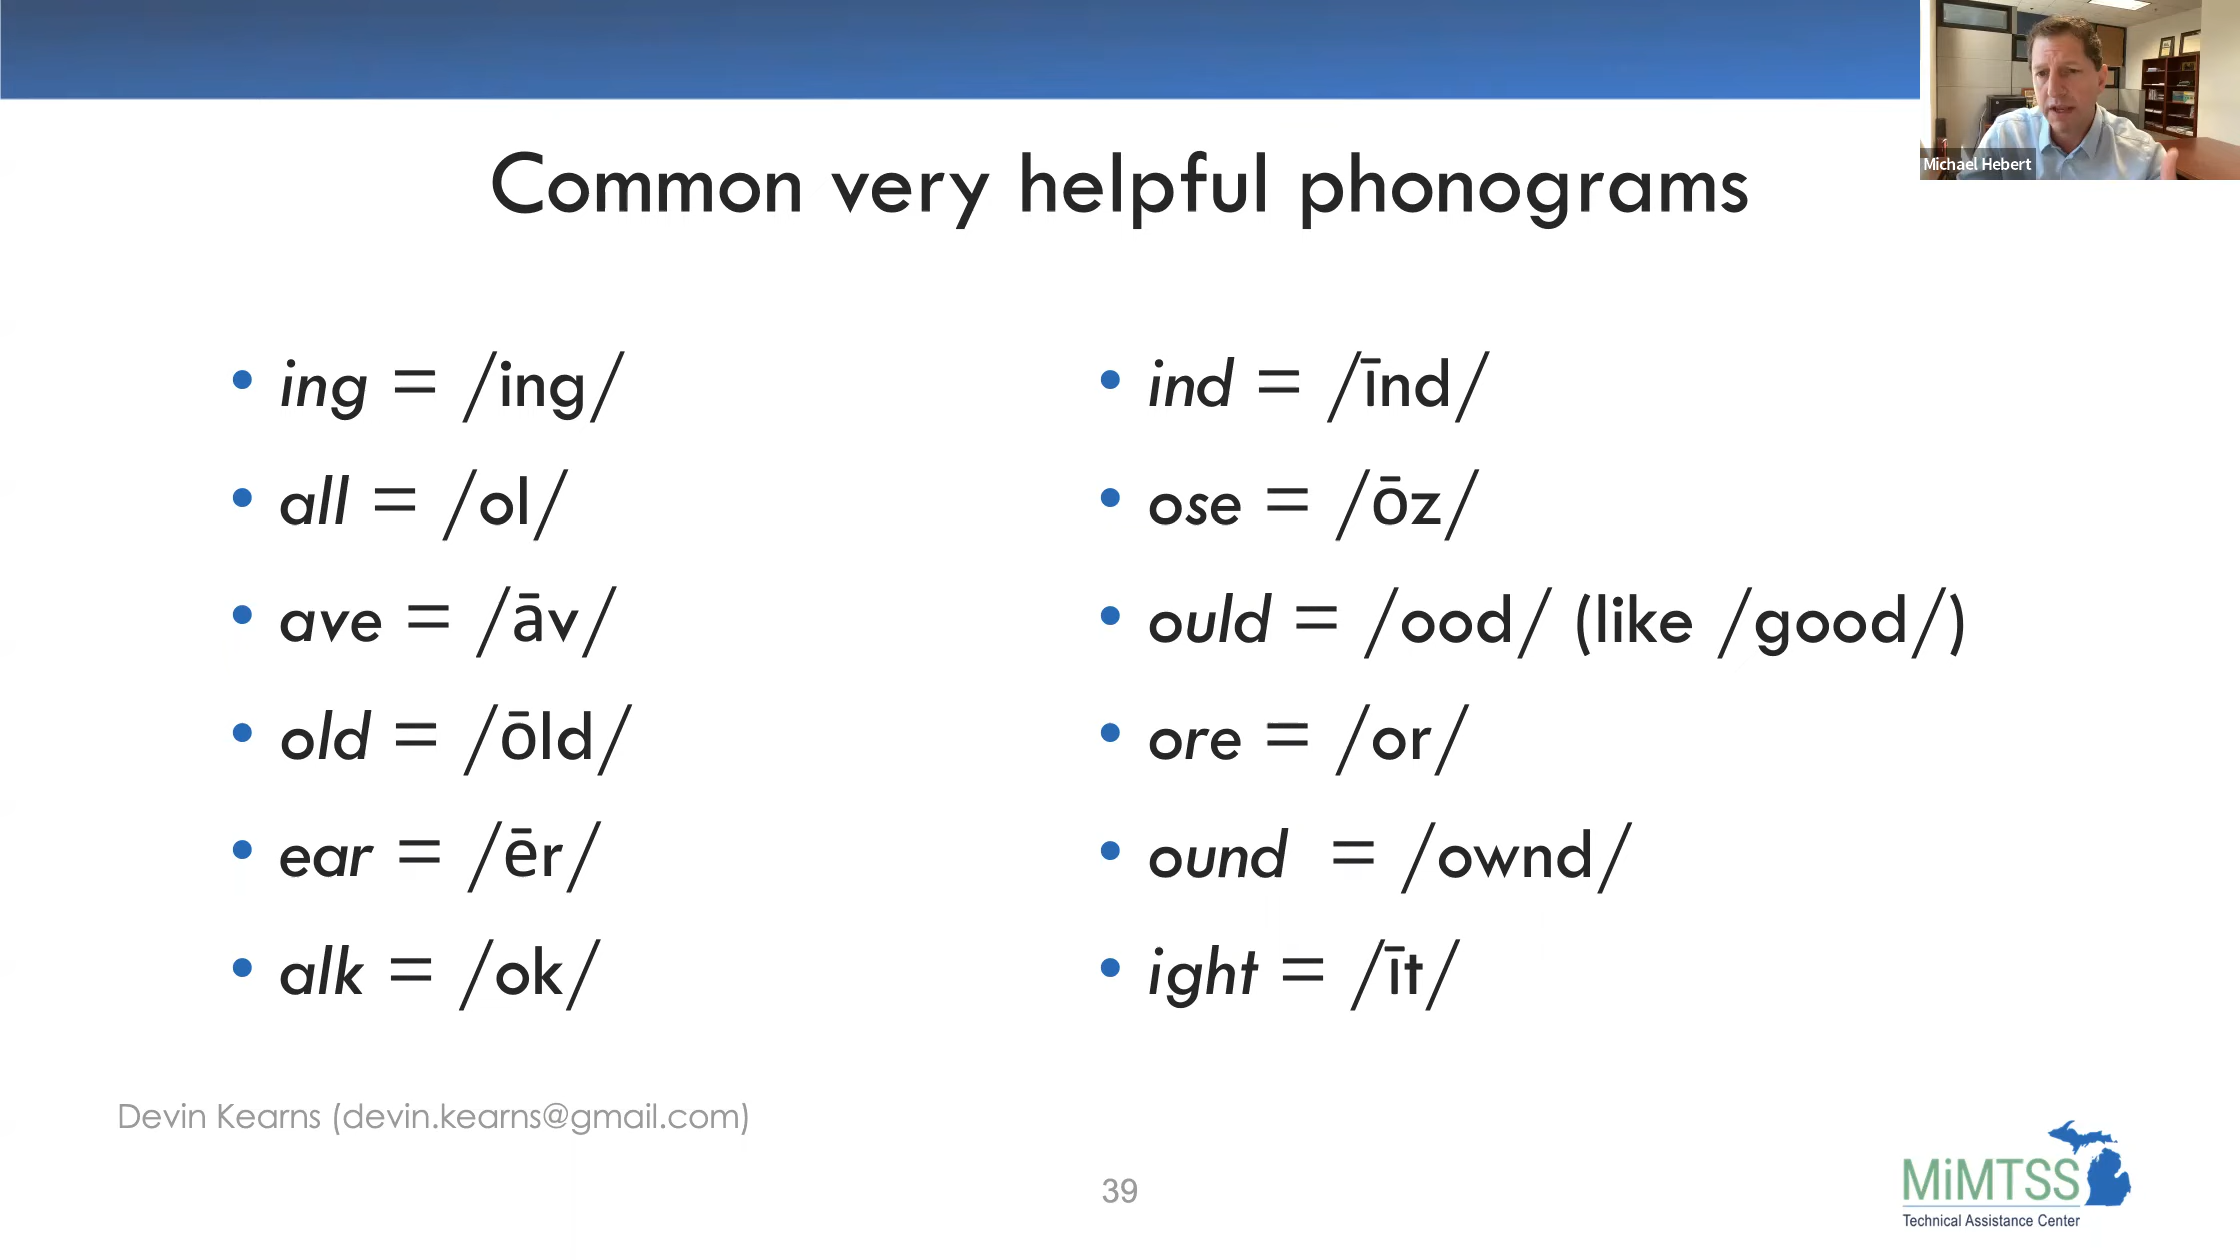 Michael Hebert
Common very helpful phonograms
• ing = /ing/
• all = /ol/
• ave = /āv/
• old = /ōld/
• ear = /ēr/
• alk = /ok/
• ind = /īnd/
• ose = /ōz/
• ould = /ood/ (like /good/)
• ore = /or/
• ound = /ownd/
• ight = /īt/
Devin Kearns (devin.kearns@gmail.com)
39
MiMTSS
Technical Assistance Center